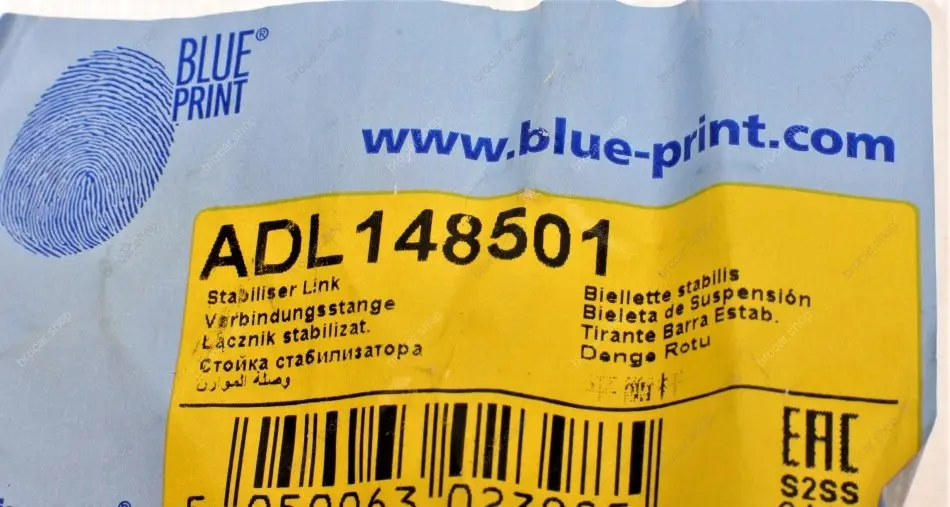 BLUE®
PRINT
www.blue-print.com
ADL148501
Stabiliser Link
Verbindungsstange
Łącznik stabilizat.
Стойка стабилизатора
وصلة الموازن
Biellette stabilis
Bieleta de Suspensión
Tirante Barra Estab.
Denge Rotu
EAC
S2SS